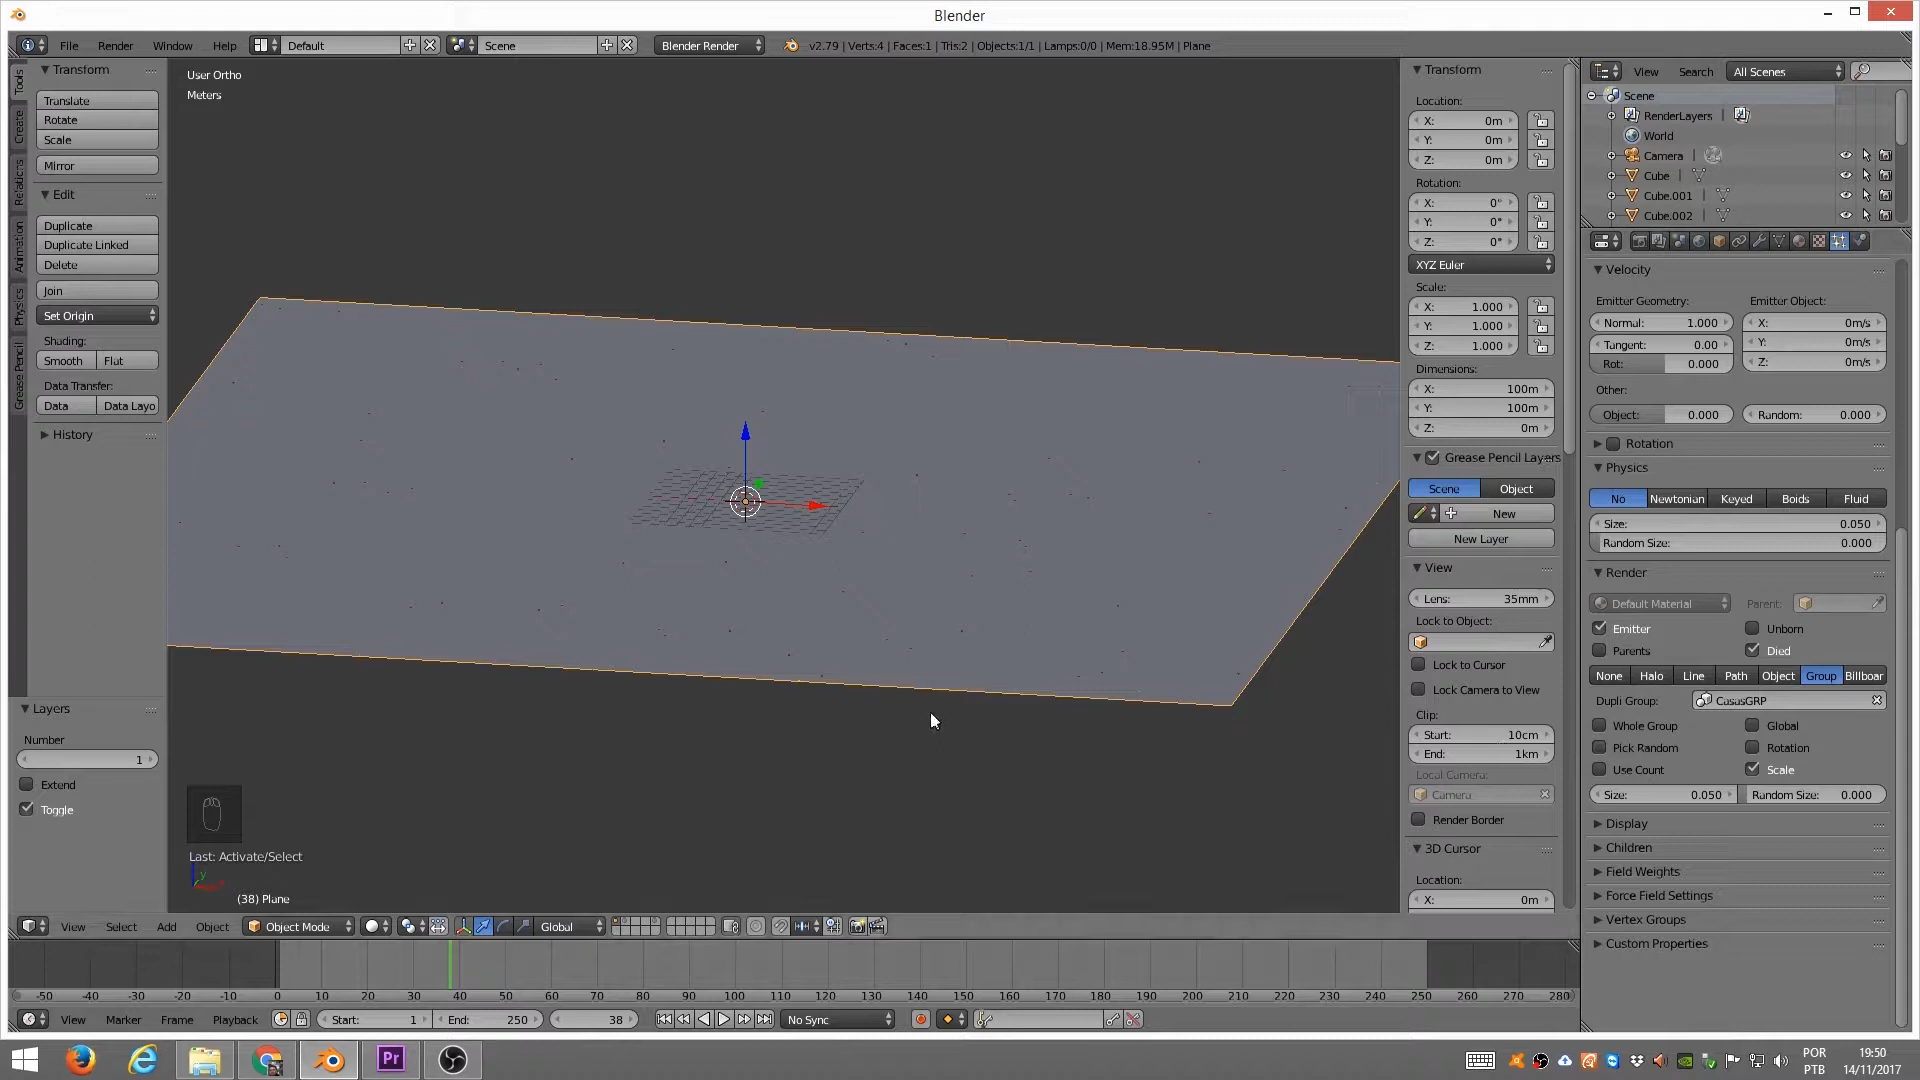 Blender
File Render Window Help Default Scene Blender Render v2.79 | Verts:4 | Faces:1 | Tris:2 | Objects:1/1 | Lamps:0/0 | Mem:18.95M | Plane
Tools
Create
Relations
Animation
Physics
Grease Pencil
Transform
Translate
Rotate
Scale
Mirror
Edit
Duplicate
Duplicate Linked
Delete
Join
Set Origin
Shading:
Smooth Flat
Data Transfer:
Data Data Layo
History
Layers
Number
1
Extend
Toggle
User Ortho
Meters
Last: Activate/Select
y
(38) Plane
Transform
Location:
X: 0m
Y: 0m
Z: 0m
Rotation:
X: 0°
Y: 0°
Z: 0°
XYZ Euler
Scale:
X: 1.000
Y: 1.000
Z: 1.000
Dimensions:
X: 100m
Y: 100m
Z: 0m
Grease Pencil Layers
Scene Object
New
New Layer
View
Lens: 35mm
Lock to Object:
Lock to Cursor
Lock Camera to View
Clip:
Start: 10cm
End: 1km
Local Camera:
Camera
Render Border
3D Cursor
Location:
X: 0m
View Search All Scenes
Scene
RenderLayers |
World
Camera |
Cube |
Cube.001 |
Cube.002 |
Velocity
Emitter Geometry: Emitter Object:
Normal: 1.000 X: 0m/s
Tangent: 0.00 Y: 0m/s
Rot: 0.000 Z: 0m/s
Other:
Object: 0.000 Random: 0.000
Rotation
Physics
No Newtonian Keyed Boids Fluid
Size: 0.050
Random Size: 0.000
Render
Default Material Parent:
Emitter Unborn
Parents Died
None Halo Line Path Object Group Billboar
Dupli Group: CasasGRP
Whole Group Global
Pick Random Rotation
Use Count Scale
Size: 0.050 Random Size: 0.000
Display
Children
Field Weights
Force Field Settings
Vertex Groups
Custom Properties
View Select Add Object Object Mode Global
-50 -40 -30 -20 -10 0 10 20 30 40 50 60 70 80 90 100 110 120 130 140 150 160 170 180 190 200 210 220 230 240 250 260 270 280
View Marker Frame Playback Start: 1 End: 250 38 No Sync
Pr
POR 19:50
PTB 14/11/2017